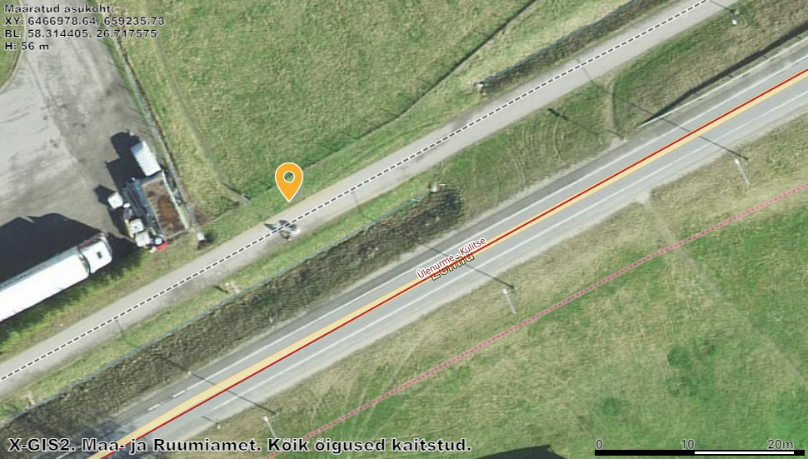 Määratud asukoht:
XY: 6466978.64, 659235.73
BL: 58.314405, 26.717575
H: 56 m
Ülenurme - Külitse
X-GIS2. Maa- ja Ruumiamet. Kõik õigused kaitstud.
0 10 20m